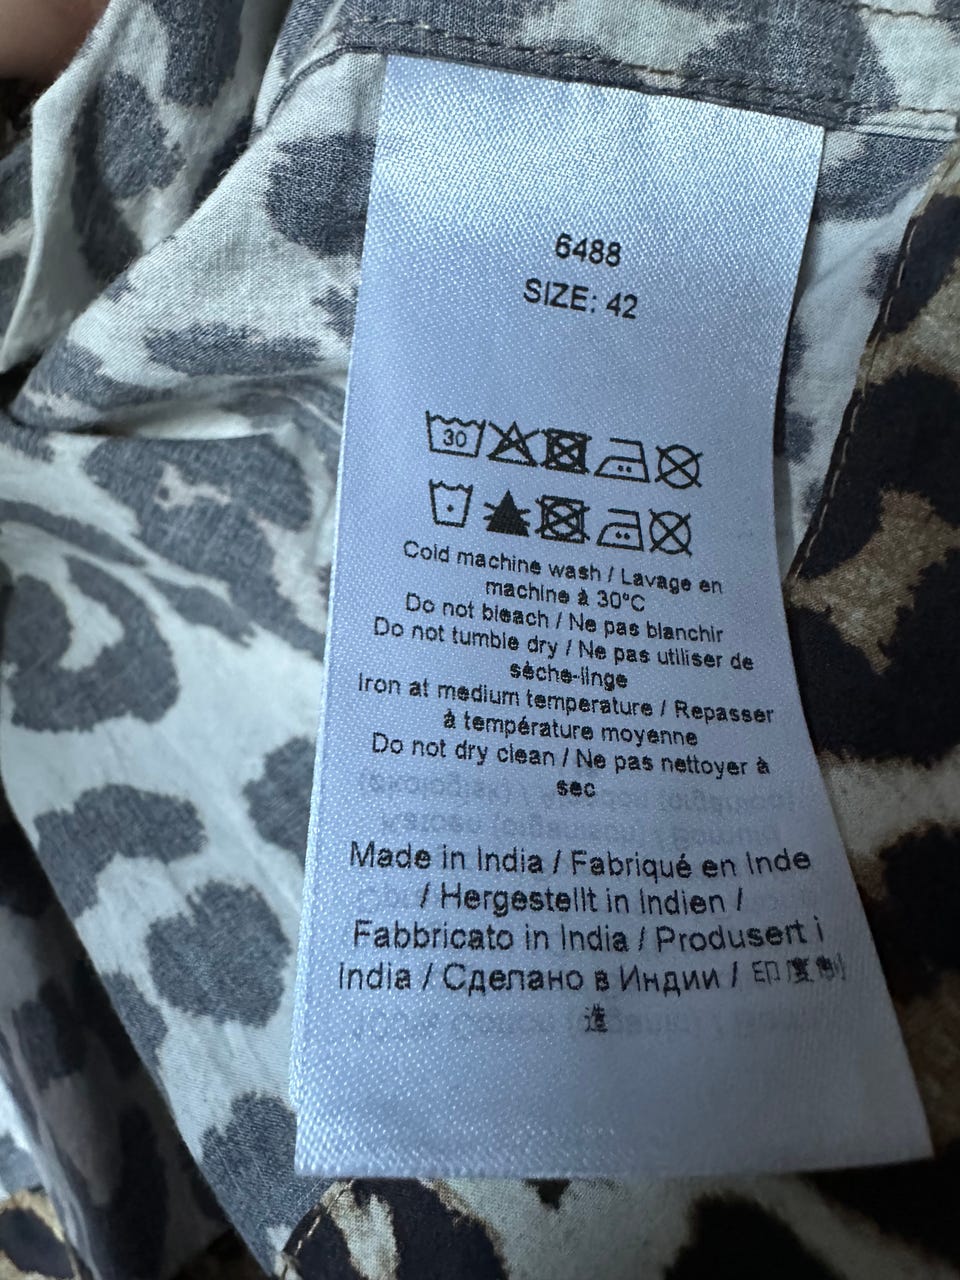 6488
SIZE: 42
30
Cold machine wash / Lavage en
machine à 30°C
Do not bleach / Ne pas blanchir
Do not tumble dry / Ne pas utiliser de
sèche-linge
Iron at medium temperature / Repasser
à température moyenne
Do not dry clean / Ne pas nettoyer à
sec
Made in India / Fabriqué en Inde
/ Hergestellt in Indien /
Fabbricato in India / Produsert i
India / Сделано в Индии / 印度制
造